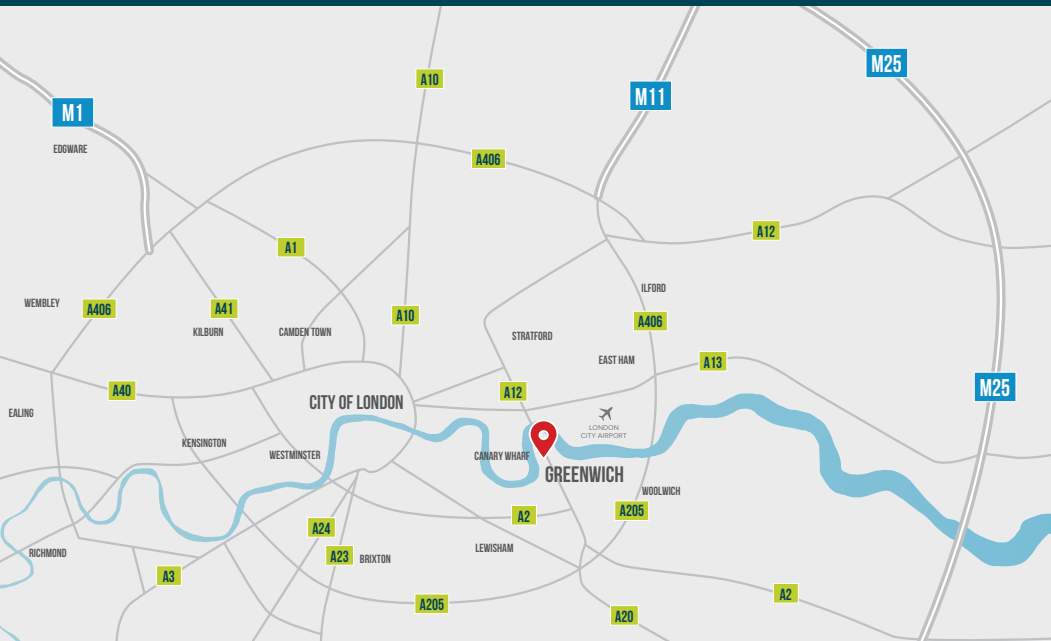 M25
A10
M11
M1
EDGWARE
A406
A12
A1
ILFORD
WEMBLEY
A406
A41
A10
A406
KILBURN
CAMDEN TOWN
STRATFORD
EAST HAM
A13
A40
A12
M25
CITY OF LONDON
EALING
LONDON
CITY AIRPORT
KENSINGTON
WESTMINSTER
CANARY WHARF
GREENWICH
WOOLWICH
A205
A2
A24
LEWISHAM
RICHMOND
A23
BRIXTON
A3
A2
A205
A20